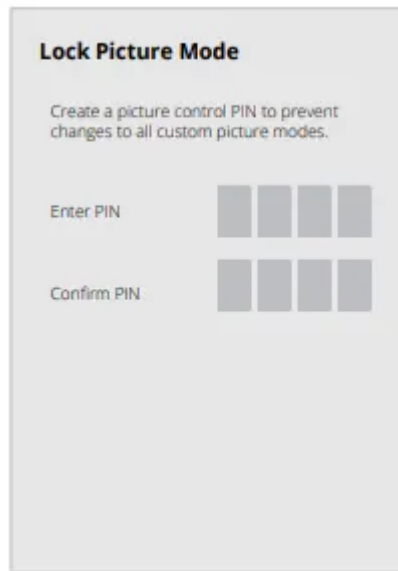 Lock Picture Mode
Create a picture control PIN to prevent
changes to all custom picture modes.
Enter PIN
Confirm PIN